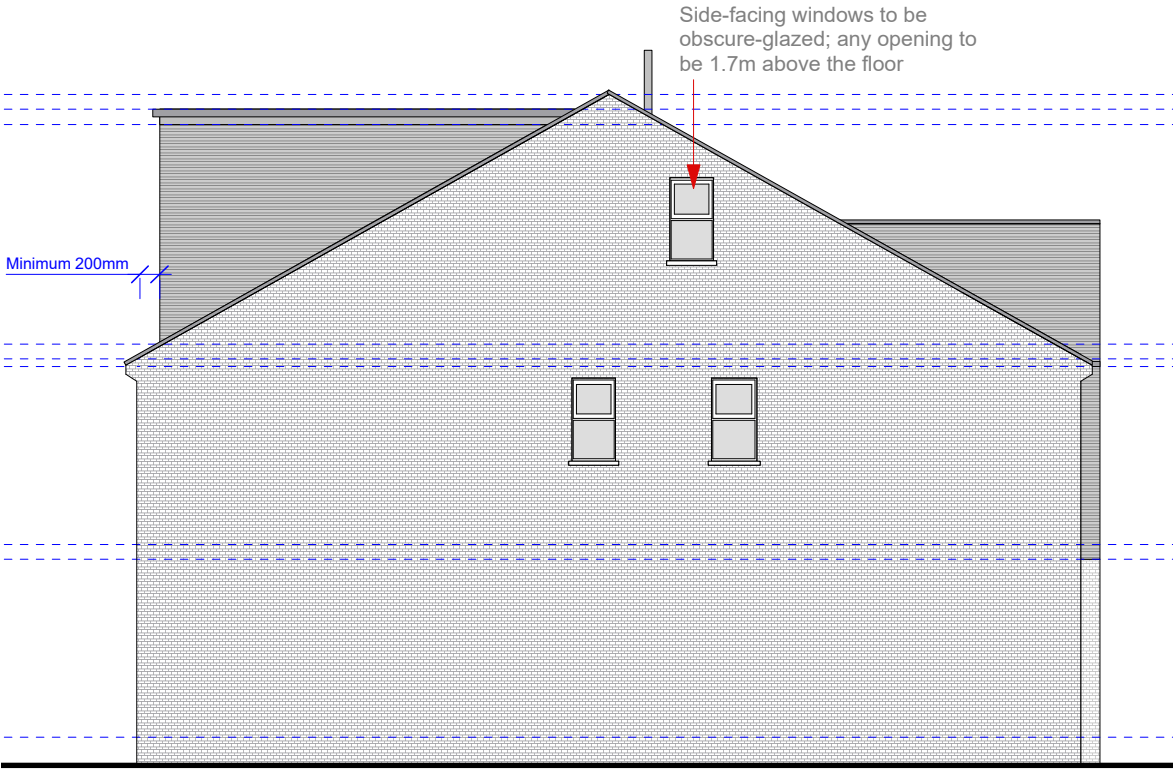 Side-facing windows to be
obscure-glazed; any opening to
be 1.7m above the floor
Minimum 200mm